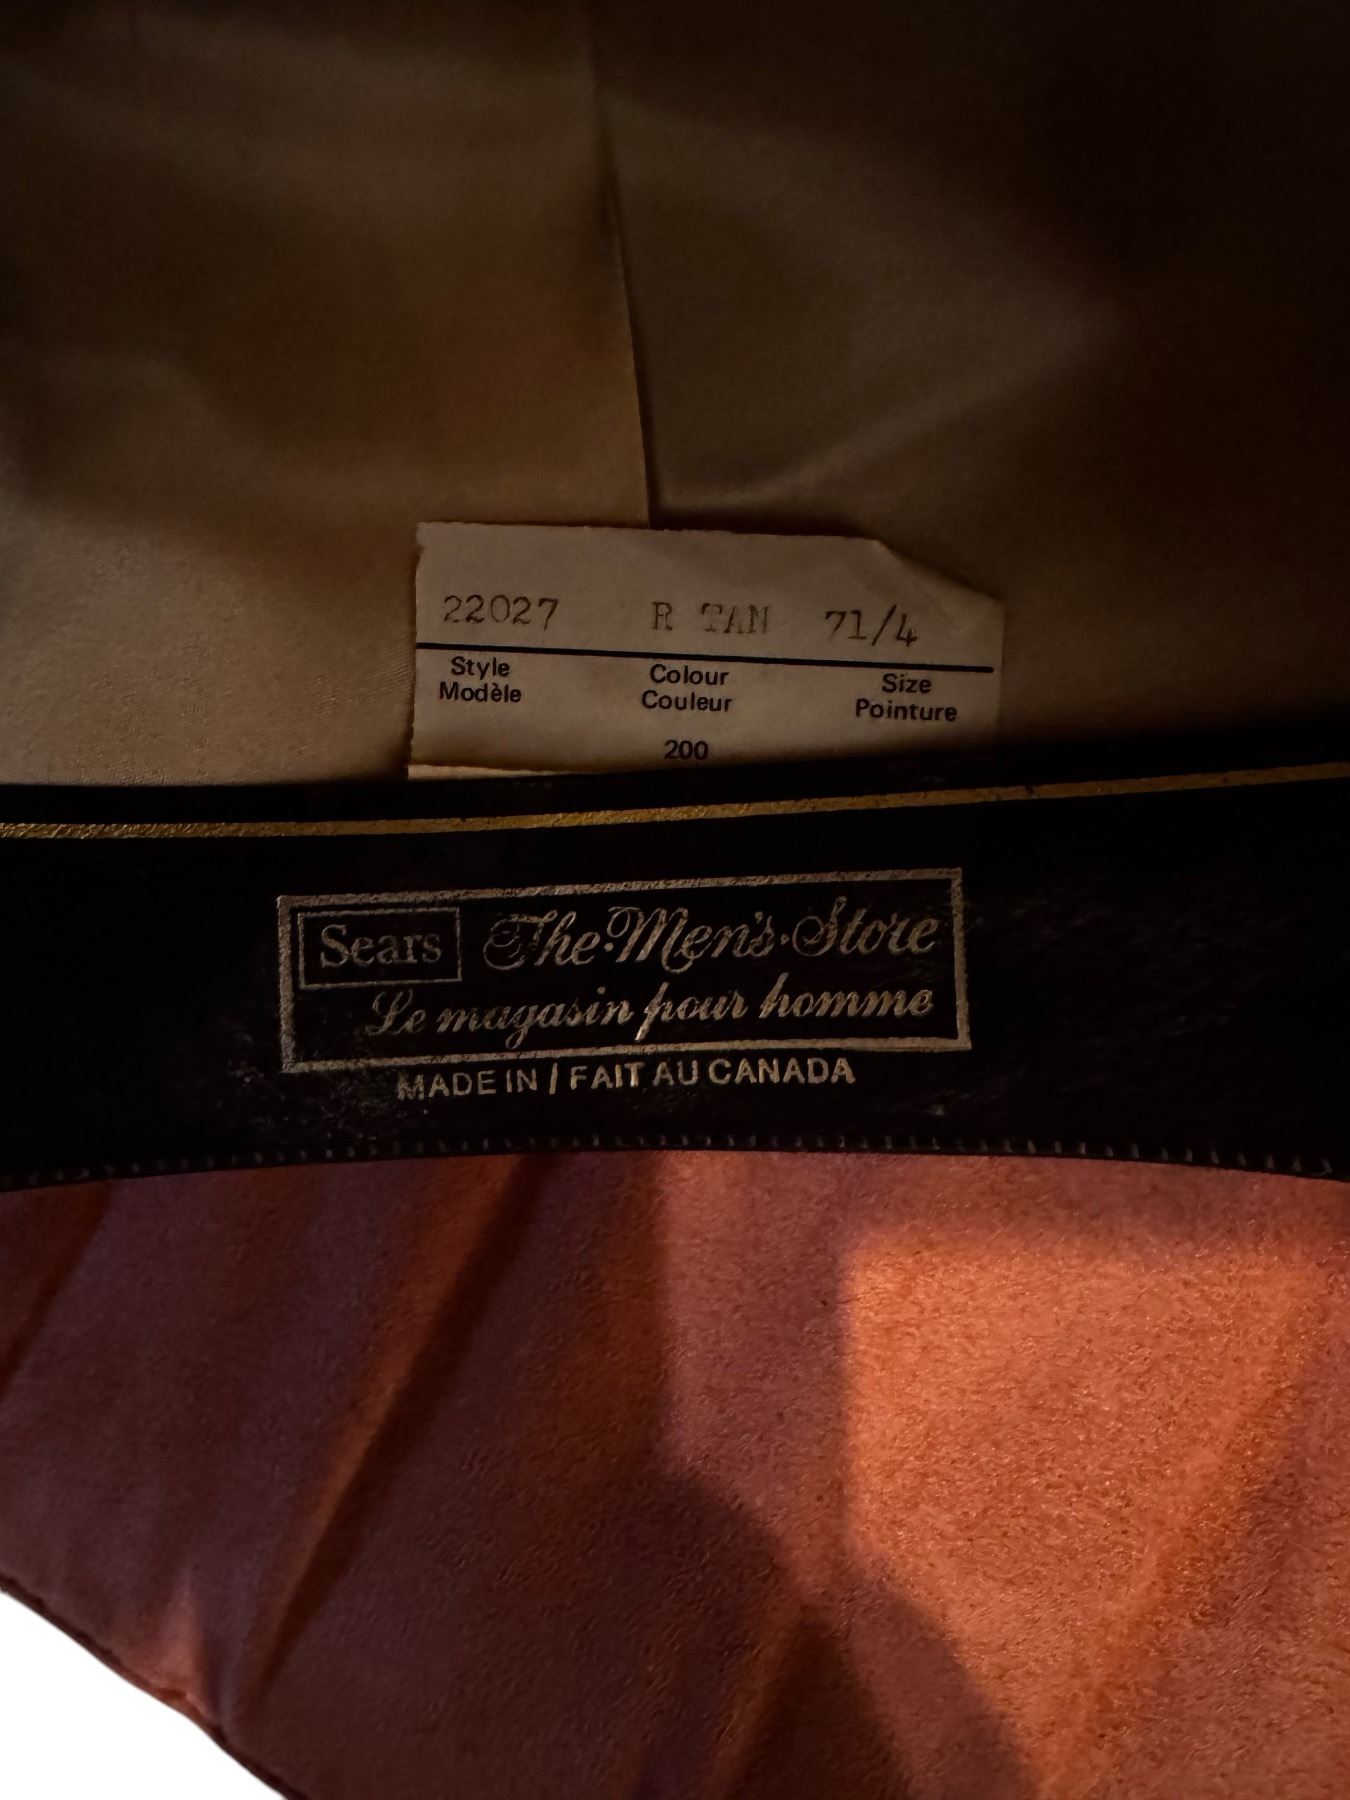 22027 R TAN 71/4
Style Colour Size
Modèle Couleur Pointure
200
Sears The·Men's·Store
Le magasin pour homme
MADE IN / FAIT AU CANADA